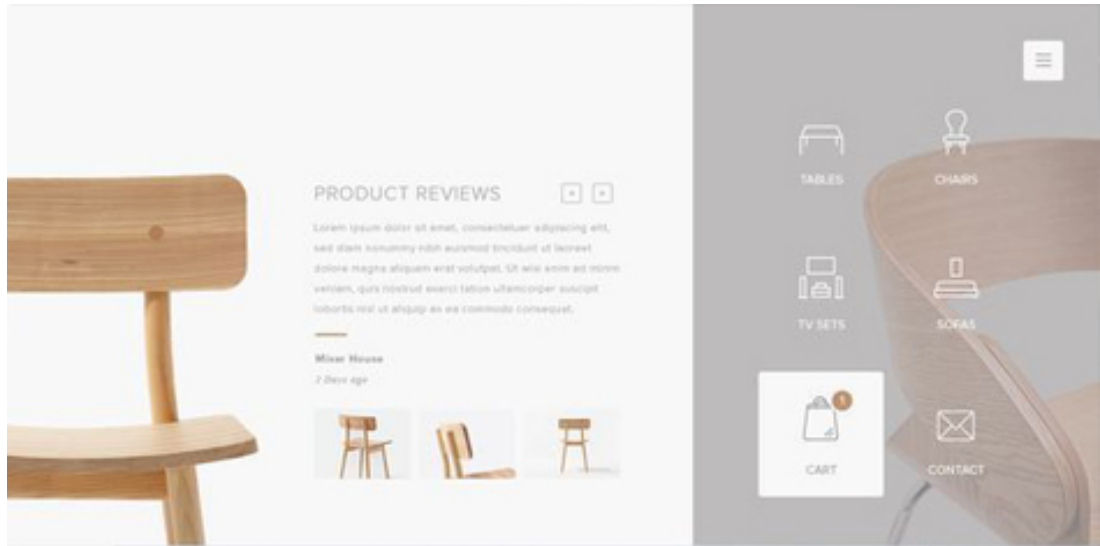 PRODUCT REVIEWS
Lorem ipsum dolor sit amet, consectetuer adipiscing elit,
sed diam nonummy nibh euismod tincidunt ut laoreet
dolore magna aliquam erat volutpat. Ut wisi enim ad minim
veniam, quis nostrud exerci tation ullamcorper suscipit
lobortis nisl ut aliquip ex ea commodo consequat.
Mixer House
2 Days ago
TABLES
CHAIRS
TV SETS
SOFAS
1
CART
CONTACT